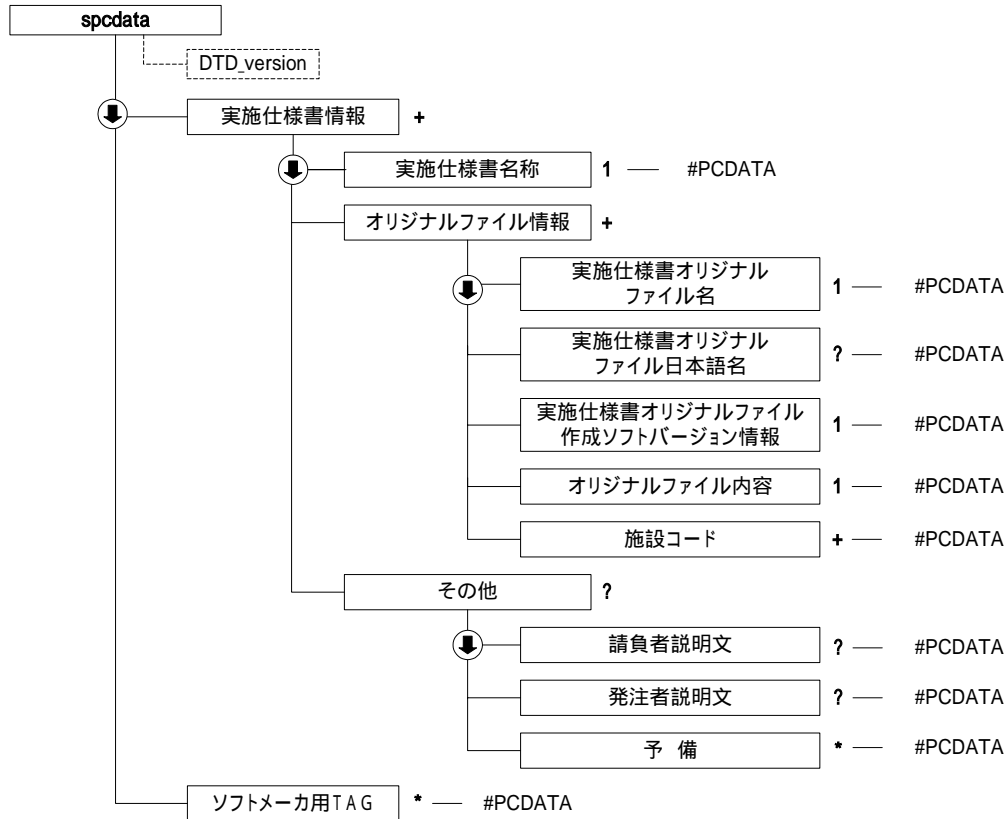 spcdata
DTD_version
実施仕様書情報 +
実施仕様書名称 1 #PCDATA
オリジナルファイル情報 +
実施仕様書オリジナル
ファイル名 1 #PCDATA
実施仕様書オリジナル
ファイル日本語名 ? #PCDATA
実施仕様書オリジナルファイル
作成ソフトバージョン情報 1 #PCDATA
オリジナルファイル内容 1 #PCDATA
施設コード + #PCDATA
その他 ?
請負者説明文 ? #PCDATA
発注者説明文 ? #PCDATA
予 備 * #PCDATA
ソフトメーカ用TAG * #PCDATA